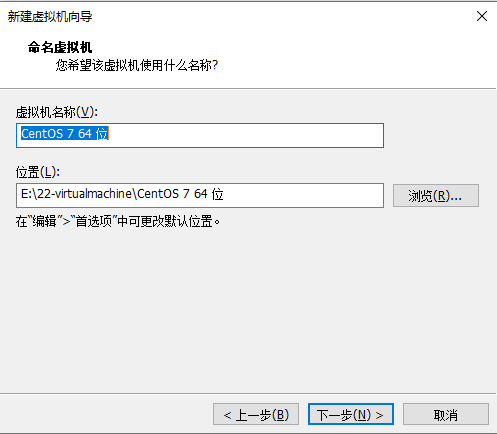 新建虚拟机向导
命名虚拟机
您希望该虚拟机使用什么名称?
虚拟机名称(V):
CentOS 7 64 位
位置(L):
E:\22-virtualmachine\CentOS 7 64 位
浏览(R)...
在“编辑”>“首选项”中可更改默认位置。
< 上一步(B)
下一步(N) >
取消